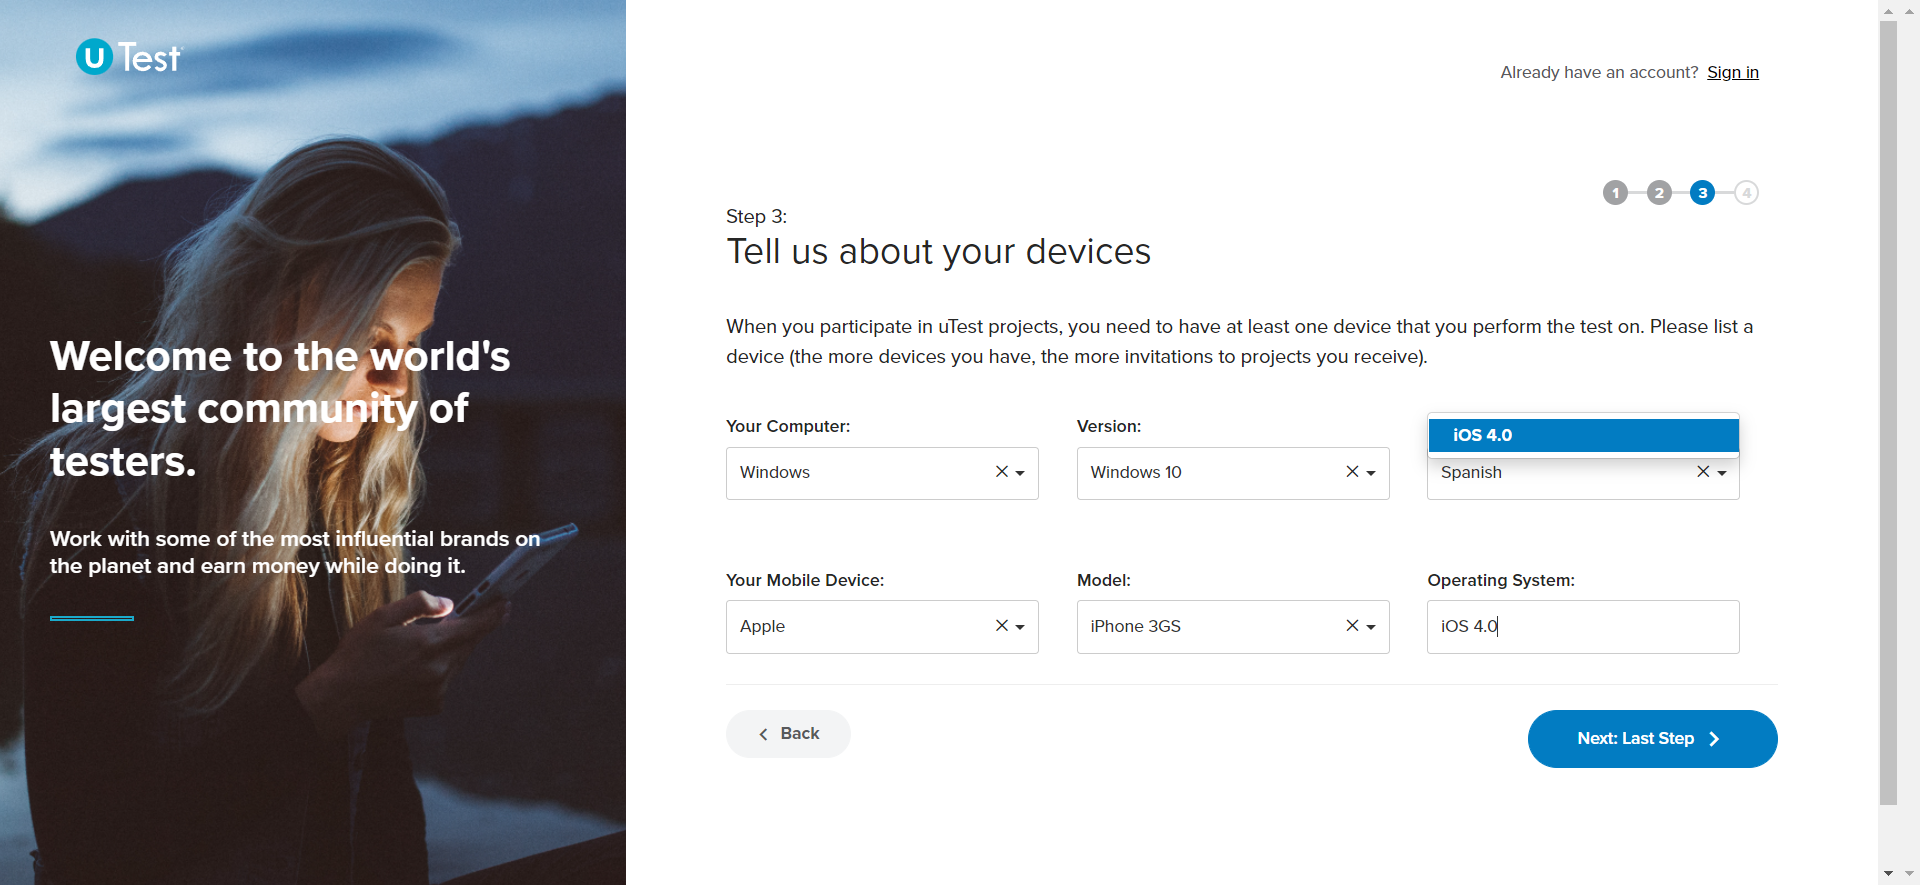 U Test
Already have an account? Sign in
1 2 3 4
Step 3:
Tell us about your devices
Welcome to the world's
largest community of
testers.
Work with some of the most influential brands on
the planet and earn money while doing it.
When you participate in uTest projects, you need to have at least one device that you perform the test on. Please list a
device (the more devices you have, the more invitations to projects you receive).
Your Computer:
Windows
Version:
Windows 10
iOS 4.0
Spanish
Your Mobile Device:
Apple
Model:
iPhone 3GS
Operating System:
iOS 4.0
Back
Next: Last Step